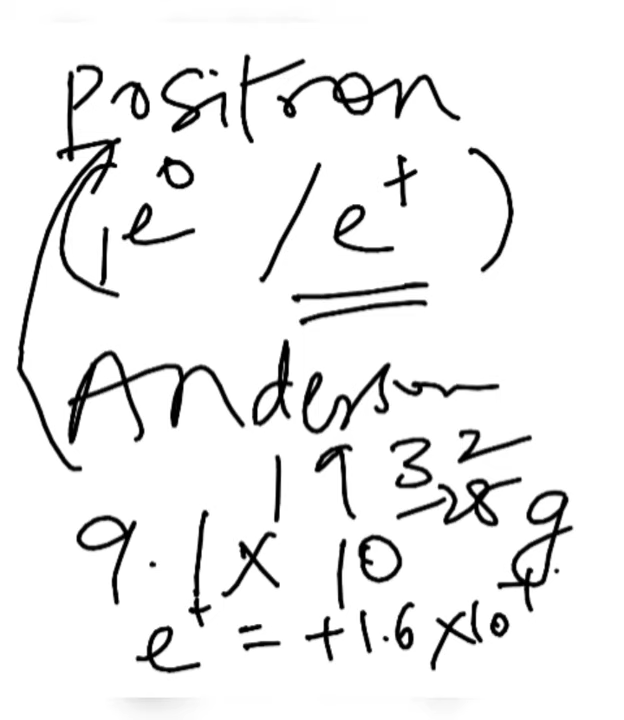 Positron
(₁e⁰ / e⁺)
Anderson
1932
9.1 x 10⁻²⁸ g
e⁺ = +1.6 x 10